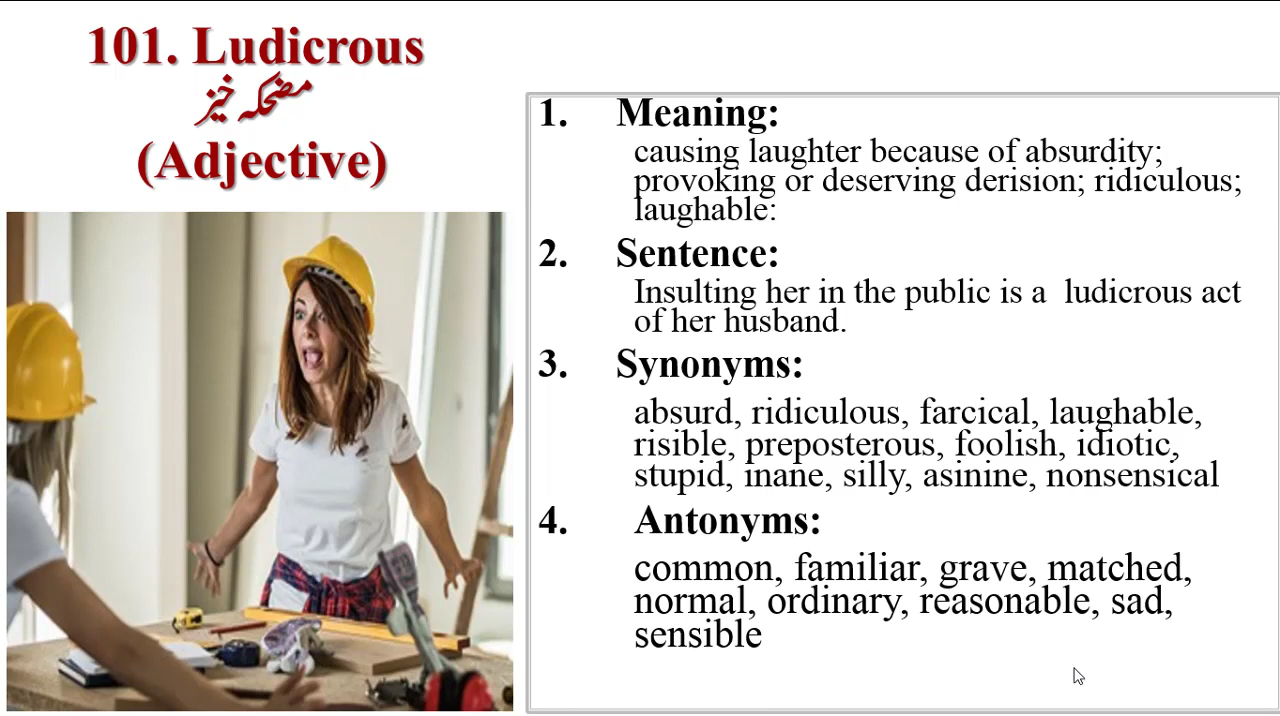 101. Ludicrous
مضحکہ خیز
(Adjective)
1. Meaning:
causing laughter because of absurdity;
provoking or deserving derision; ridiculous;
laughable:
2. Sentence:
Insulting her in the public is a  ludicrous act
of her husband.
3. Synonyms:
absurd, ridiculous, farcical, laughable,
risible, preposterous, foolish, idiotic,
stupid, inane, silly, asinine, nonsensical
4. Antonyms:
common, familiar, grave, matched,
normal, ordinary, reasonable, sad,
sensible